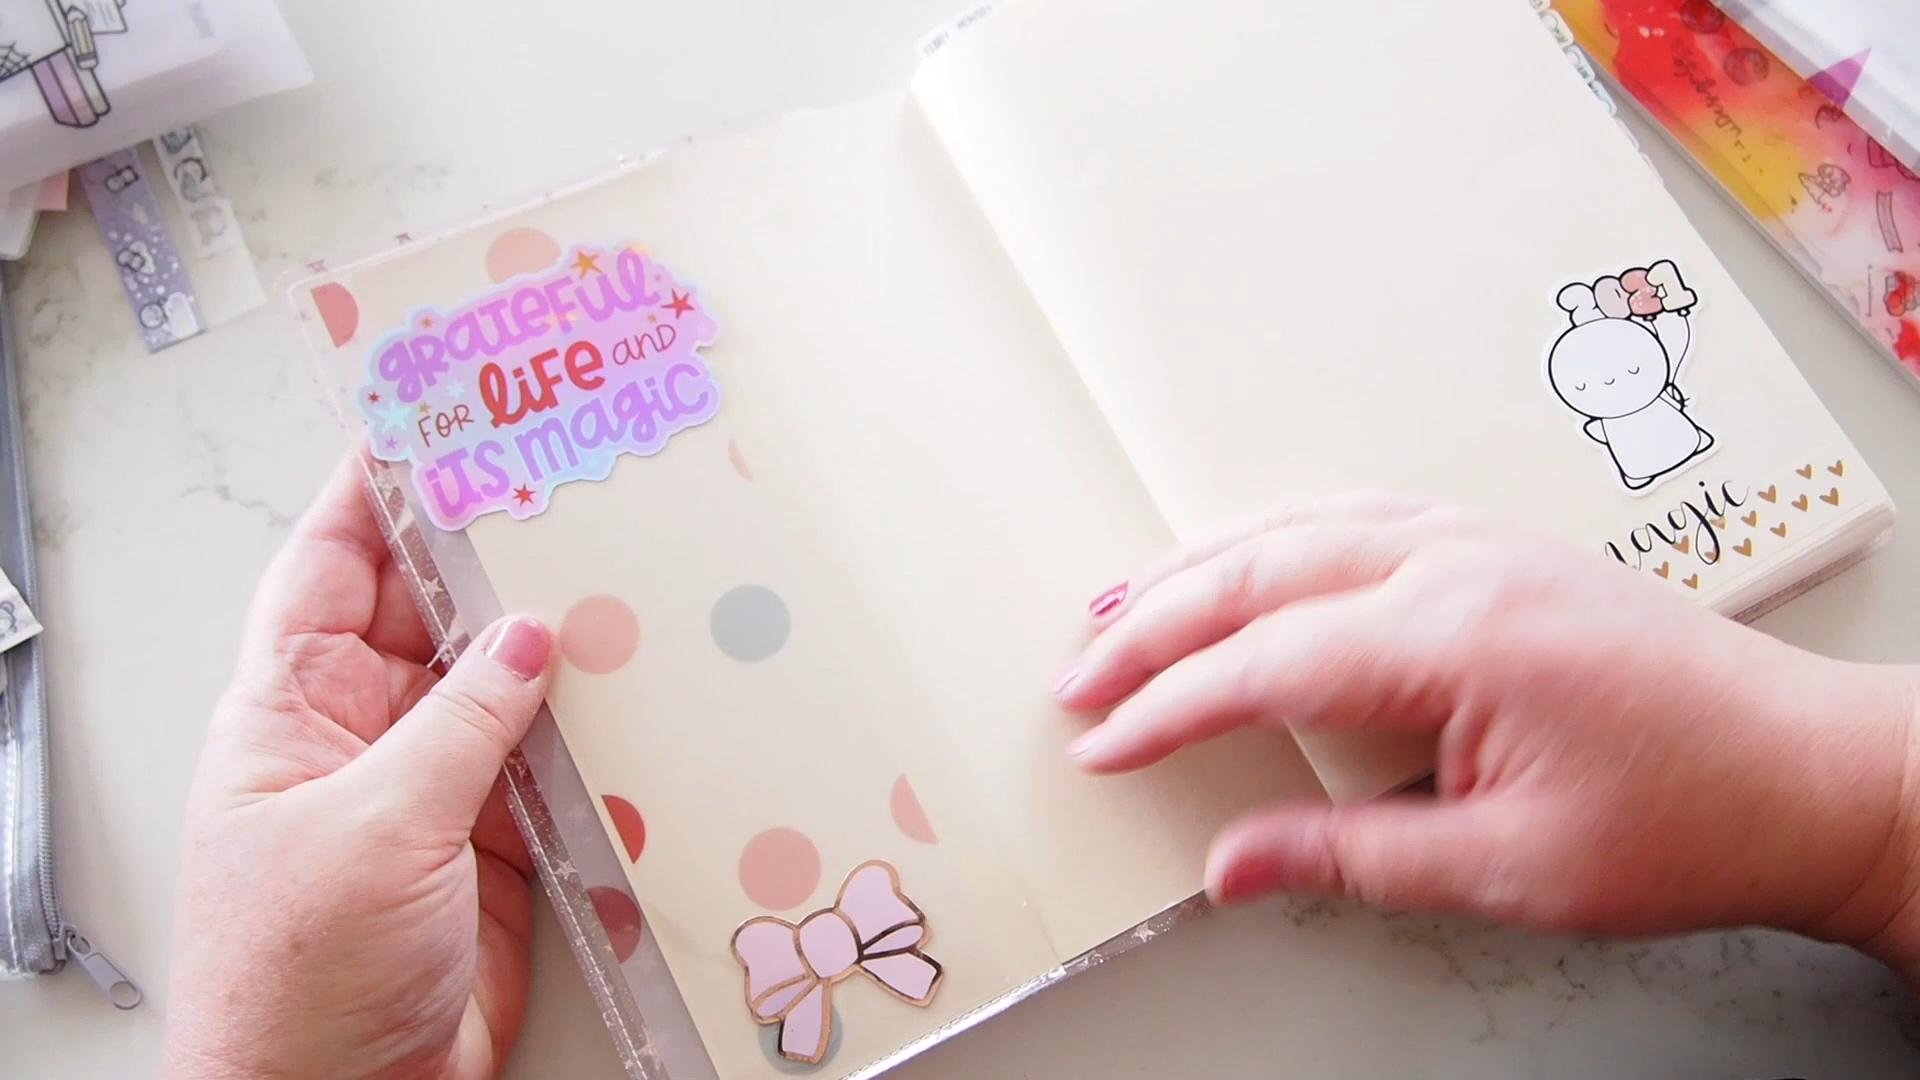 grateful
for life and
its magic
2021
magic